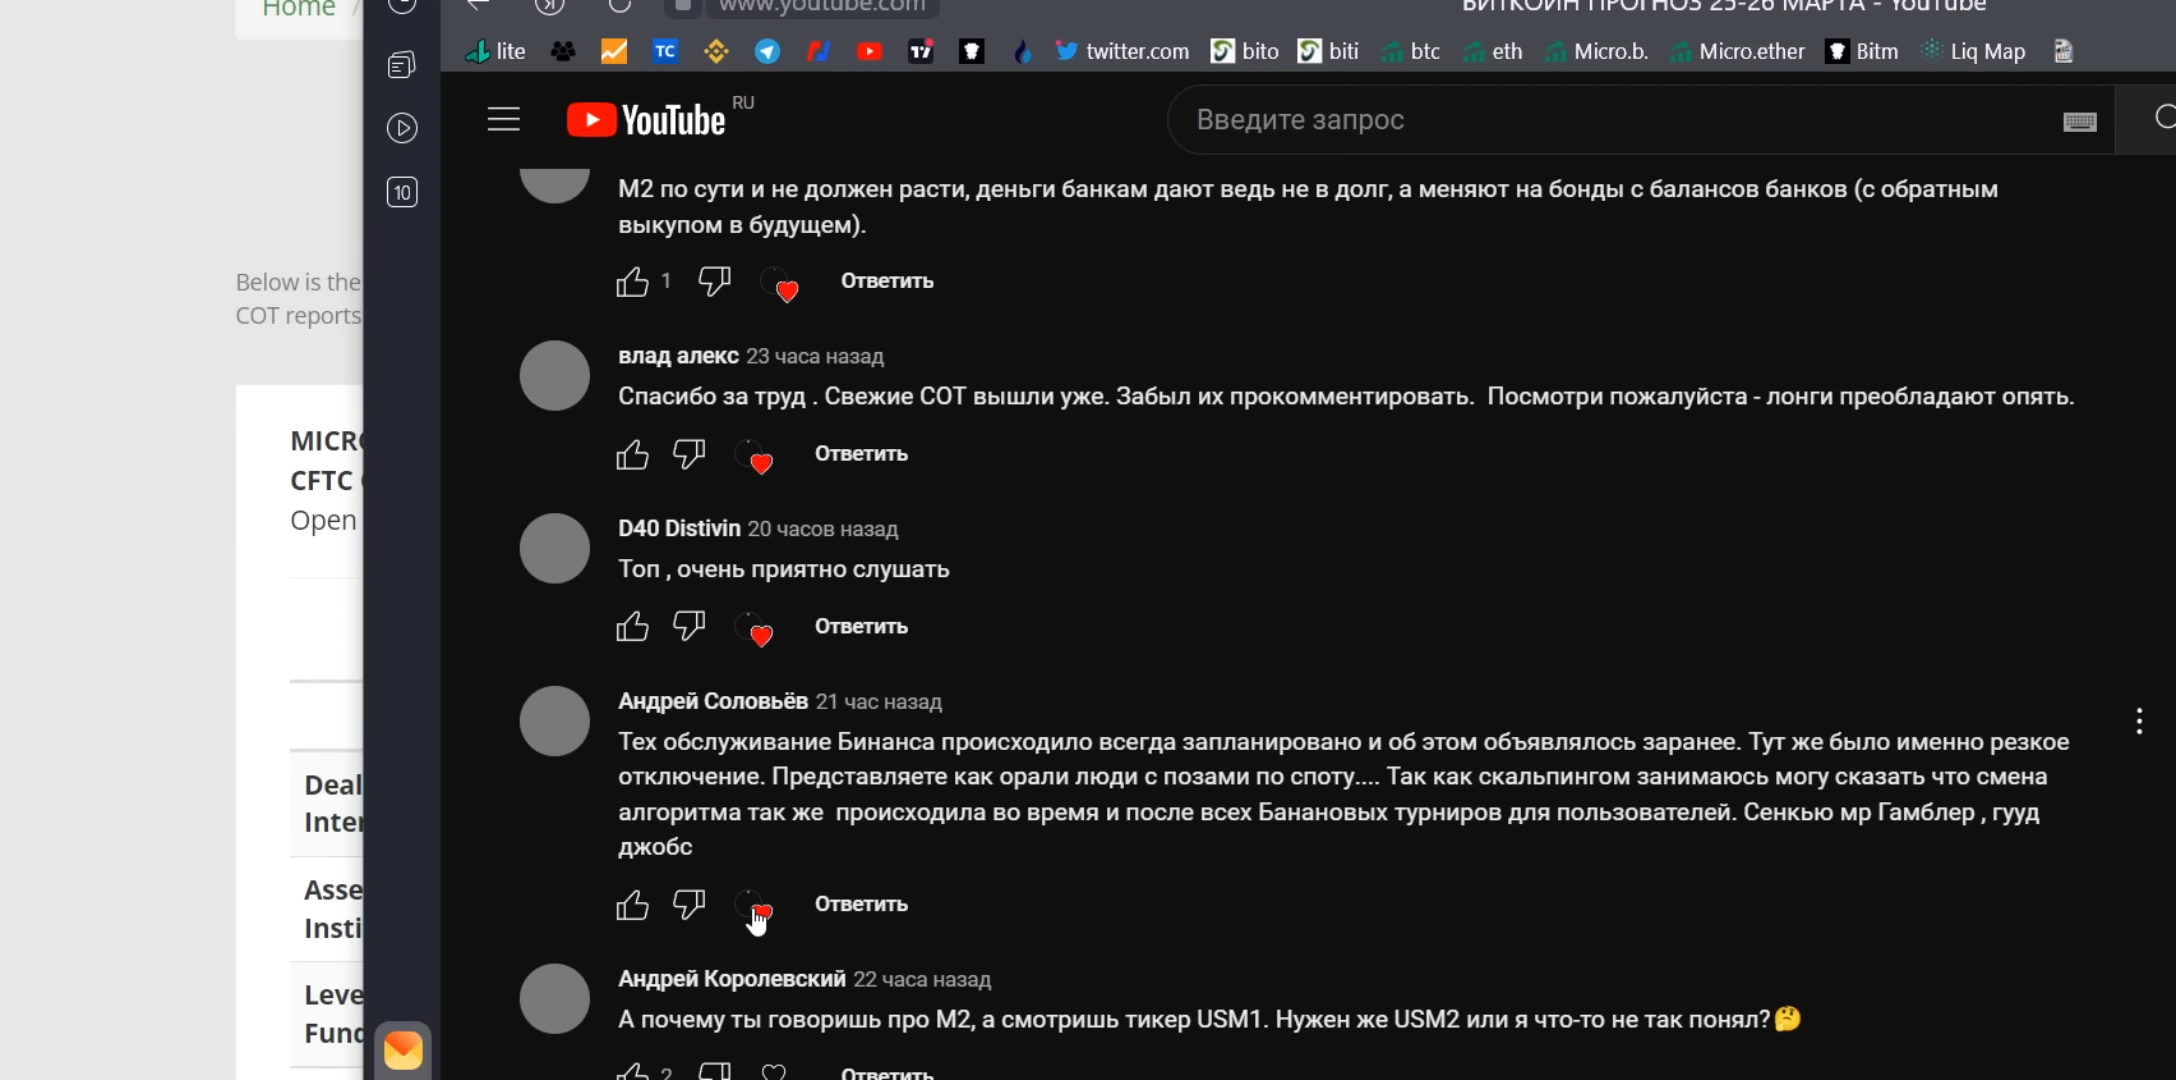 Home /
www.youtube.com
БИТКОИН ПРОГНОЗ 25-26 МАРТА - YouTube
lite
TC
twitter.com
bito
biti
btc
eth
Micro.b.
Micro.ether
Bitm
Liq Map
YouTube RU
Введите запрос
10
Below is the
COT reports
MICRO
CFTC
Open
Deal
Inter
Asse
Insti
Leve
Fund
М2 по сути и не должен расти, деньги банкам дают ведь не в долг, а меняют на бонды с балансов банков (с обратным
выкупом в будущем).
1
Ответить
влад алекс 23 часа назад
Спасибо за труд . Свежие СОТ вышли уже. Забыл их прокомментировать.  Посмотри пожалуйста - лонги преобладают опять.
Ответить
D40 Distivin 20 часов назад
Топ , очень приятно слушать
Ответить
Андрей Соловьёв 21 час назад
Тех обслуживание Бинанса происходило всегда запланировано и об этом объявлялось заранее. Тут же было именно резкое
отключение. Представляете как орали люди с позами по споту.... Так как скальпингом занимаюсь могу сказать что смена
алгоритма так же  происходила во время и после всех Банановых турниров для пользователей. Сенкью мр Гамблер , гууд
джобс
Ответить
Андрей Королевский 22 часа назад
А почему ты говоришь про М2, а смотришь тикер USM1. Нужен же USM2 или я что-то не так понял?🤔
2
Ответить